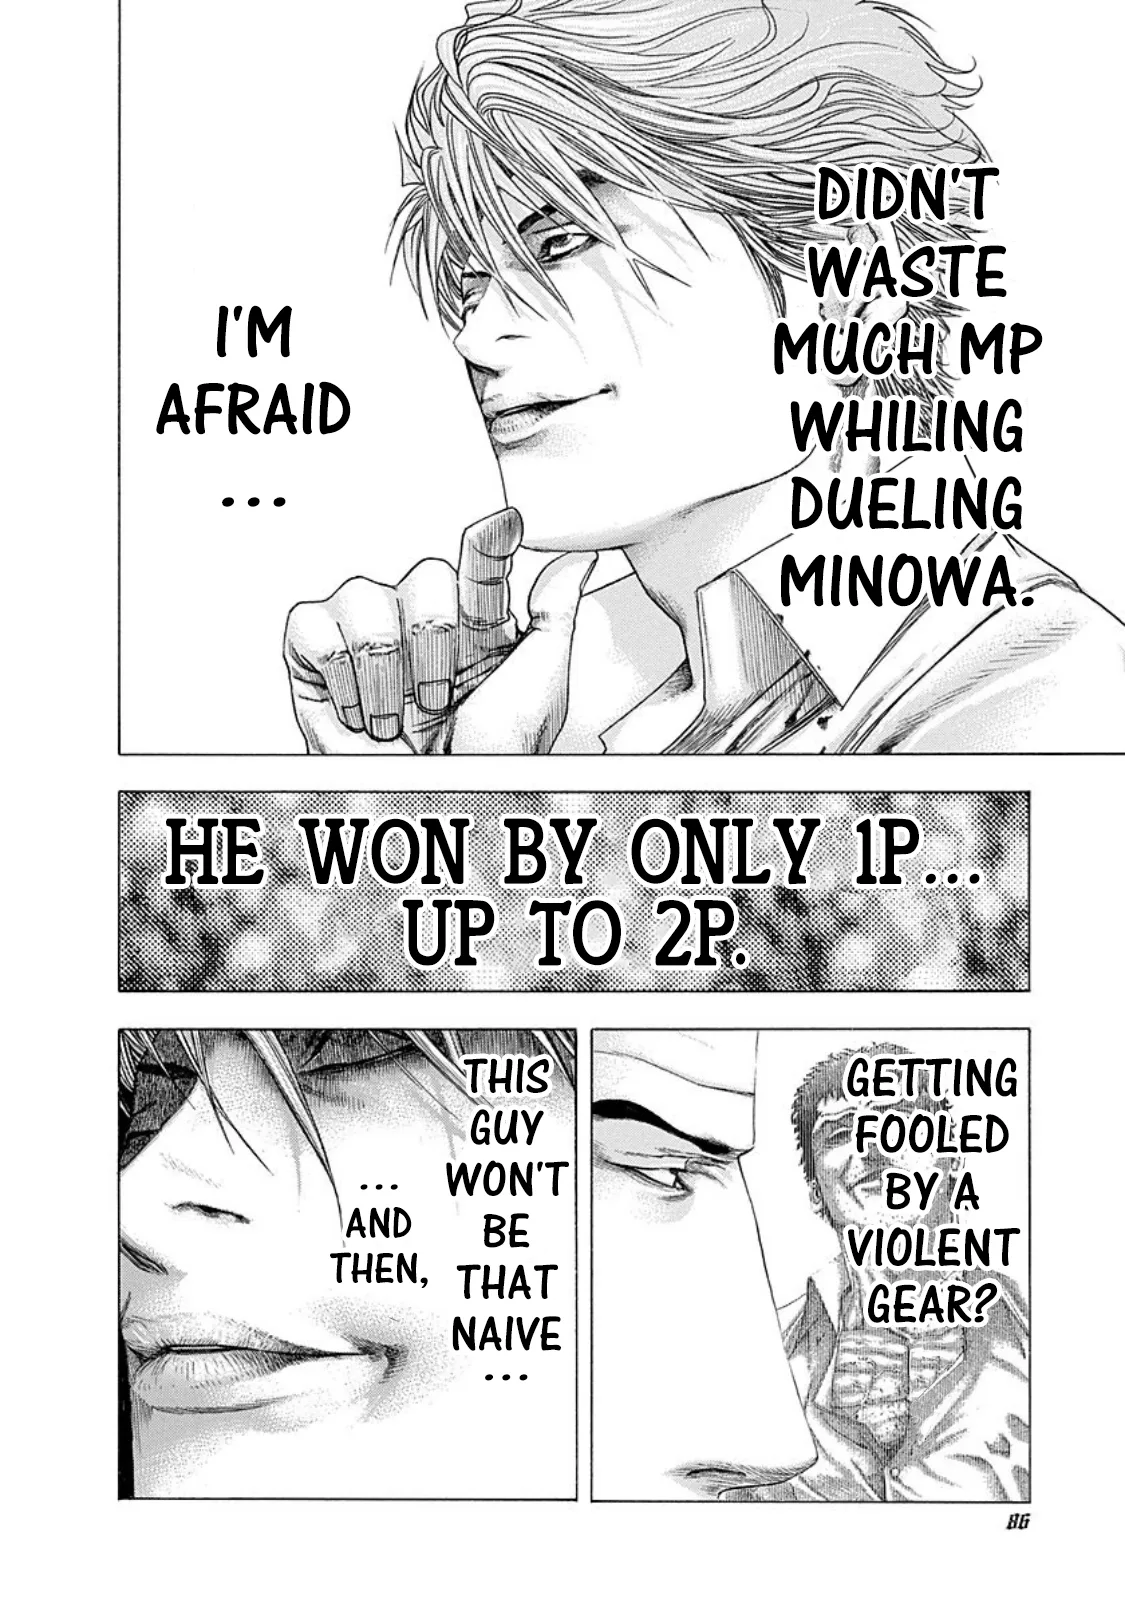 DIDN'T
WASTE
MUCH MP
WHILING
DUELING
MINOWA.
I'M
AFRAID
...
HE WON BY ONLY 1P...
UP TO 2P.
GETTING
FOOLED
BY A
VIOLENT
GEAR?
THIS
GUY
WON'T
BE
THAT
NAIVE
...
...
AND
THEN,
86